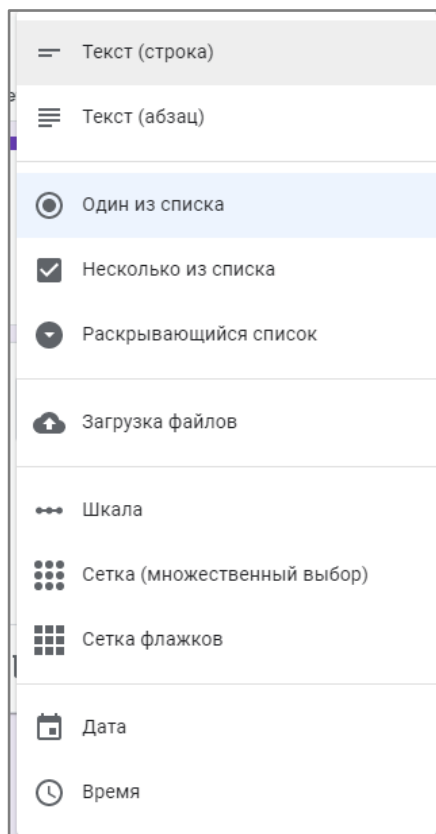 Текст (строка)
Текст (абзац)
Один из списка
Несколько из списка
Раскрывающийся список
Загрузка файлов
Шкала
Сетка (множественный выбор)
Сетка флажков
Дата
Время